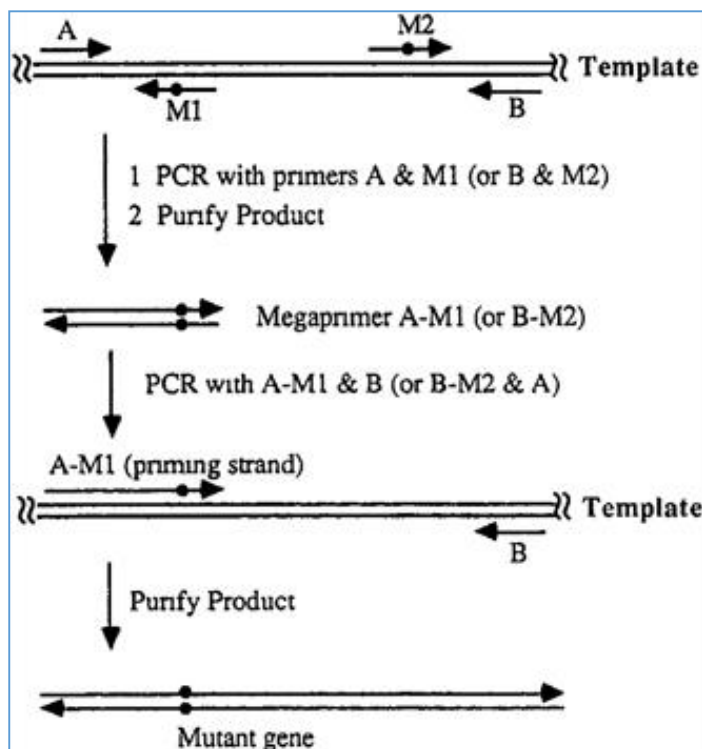 A
M2
Template
M1
B
1 PCR with primers A & M1 (or B & M2)
2 Purify Product
Megaprimer A-M1 (or B-M2)
PCR with A-M1 & B (or B-M2 & A)
A-M1 (priming strand)
Template
B
Purify Product
Mutant gene